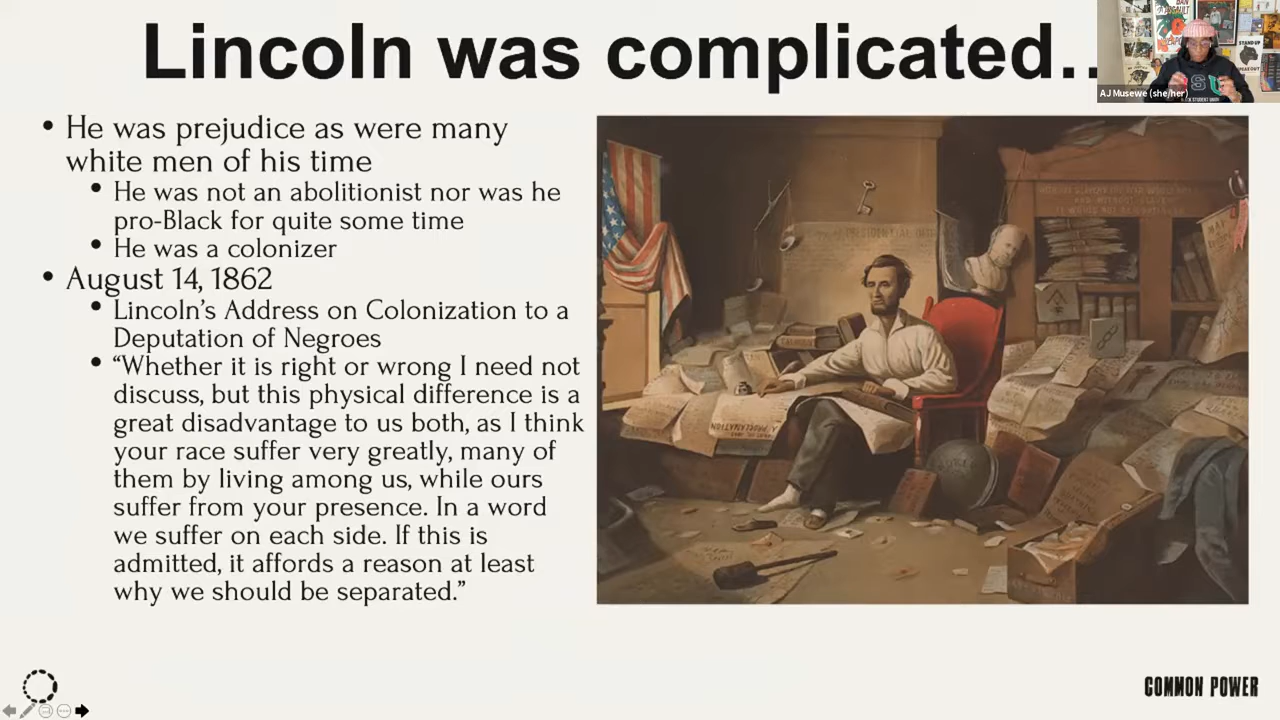 Lincoln was complicated..
AJ Musewe (she/her)
• He was prejudice as were many
white men of his time
• He was not an abolitionist nor was he
pro-Black for quite some time
• He was a colonizer
• August 14, 1862
• Lincoln’s Address on Colonization to a
Deputation of Negroes
• “Whether it is right or wrong I need not
discuss, but this physical difference is a
great disadvantage to us both, as I think
your race suffer very greatly, many of
them by living among us, while ours
suffer from your presence. In a word
we suffer on each side. If this is
admitted, it affords a reason at least
why we should be separated.”
PRESIDENTIAL
PROCLAMATION
STAND UP
COMMON POWER